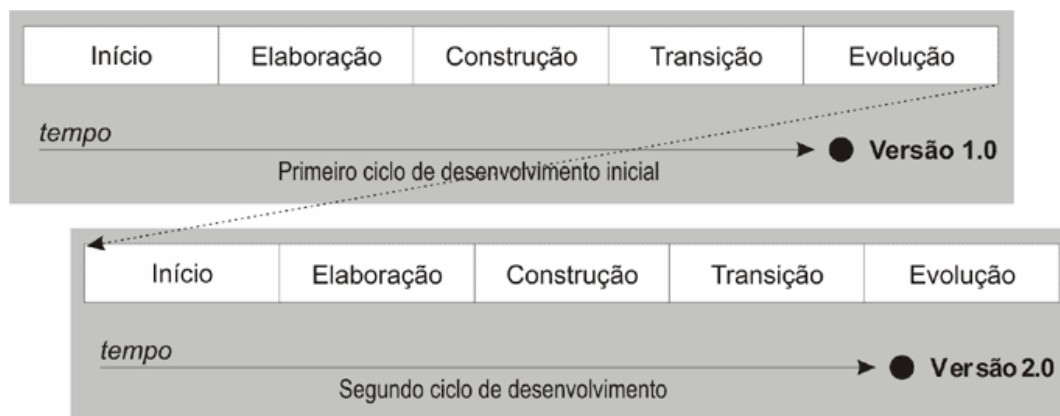 Início Elaboração Construção Transição Evolução
tempo
Versão 1.0
Primeiro ciclo de desenvolvimento inicial
Início Elaboração Construção Transição Evolução
tempo
Versão 2.0
Segundo ciclo de desenvolvimento